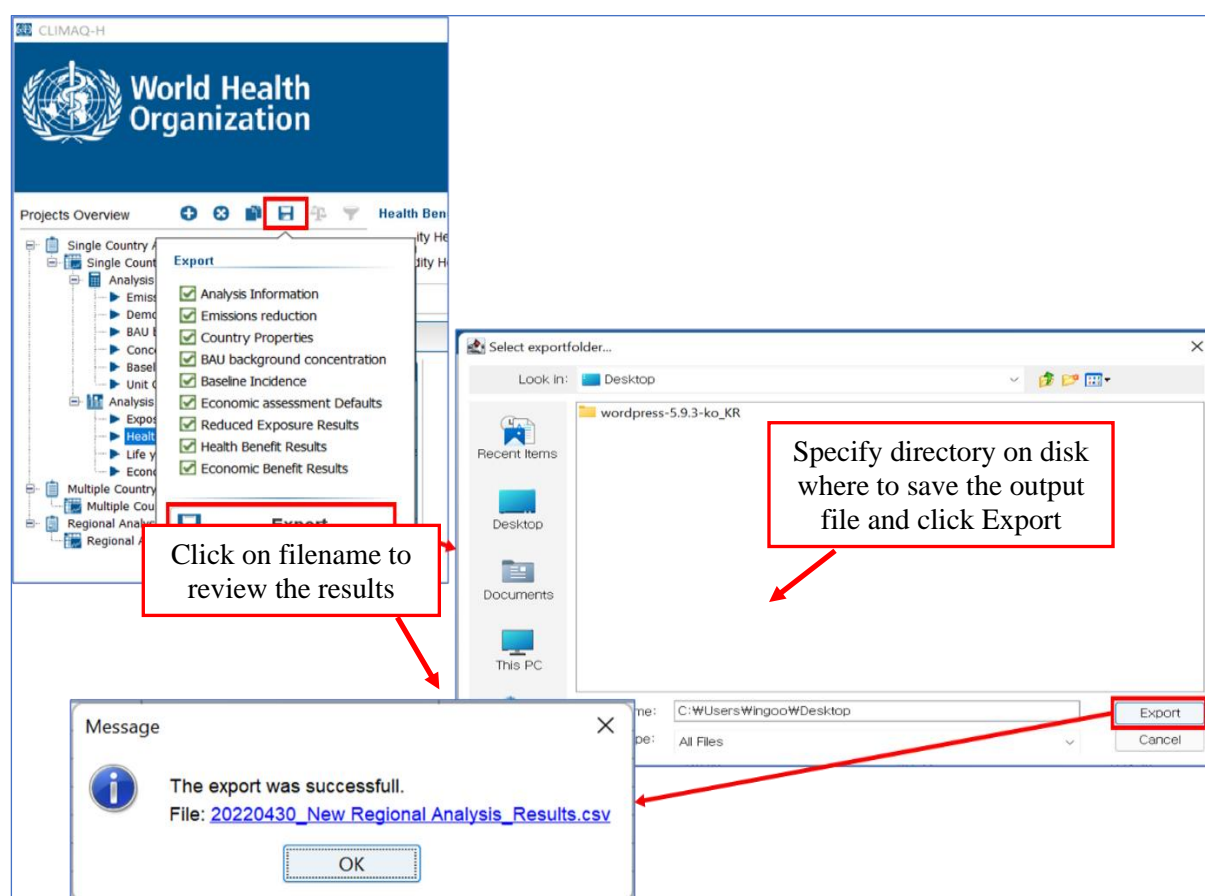 CLIMAQ-H
World Health
Organization
Projects Overview
Health Ben
Single Country
Single Count
Analysis
Emiss
Demo
BAU
Conc
Basel
Unit
Analysis
Expos
Healt
Life y
Econ
Multiple Country
Multiple Cou
Regional Analys
Regional
ity He
dity H
Export
Analysis Information
Emissions reduction
Country Properties
BAU background concentration
Baseline Incidence
Economic assessment Defaults
Reduced Exposure Results
Health Benefit Results
Economic Benefit Results
Export
Click on filename to
review the results
Select exportfolder...
Look in: Desktop
wordpress-5.9.3-ko_KR
Recent Items
Desktop
Documents
This PC
Specify directory on disk
where to save the output
file and click Export
me: C:₩Users₩ingoo₩Desktop
Export
pe: All Files
Cancel
Message
The export was successfull.
File: 20220430_New Regional Analysis_Results.csv
OK